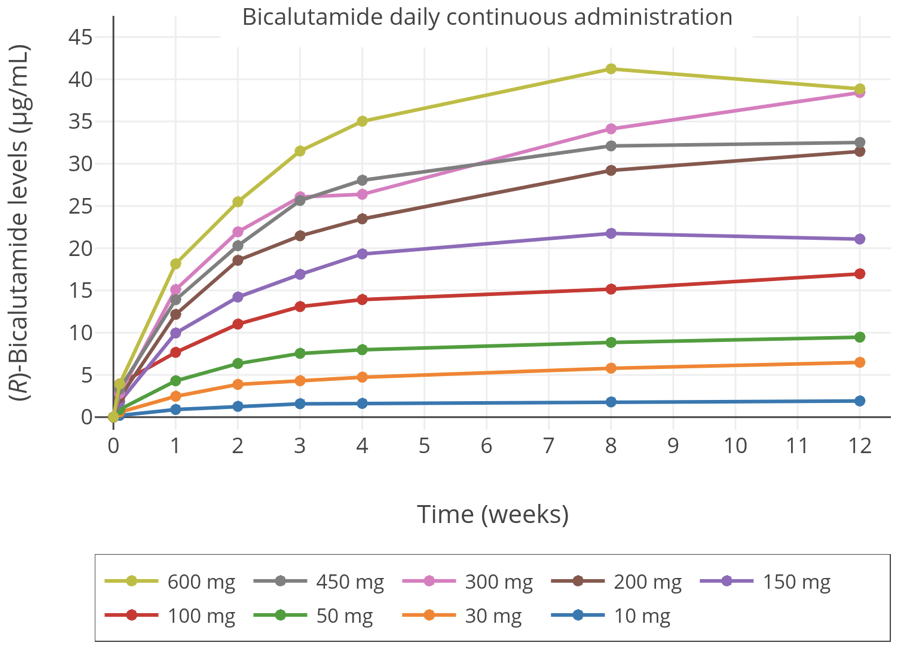 Bicalutamide daily continuous administration
(R)-Bicalutamide levels (µg/mL)
45
40
35
30
25
20
15
10
5
0
0 1 2 3 4 5 6 7 8 9 10 11 12
Time (weeks)
600 mg 450 mg 300 mg 200 mg 150 mg
100 mg 50 mg 30 mg 10 mg